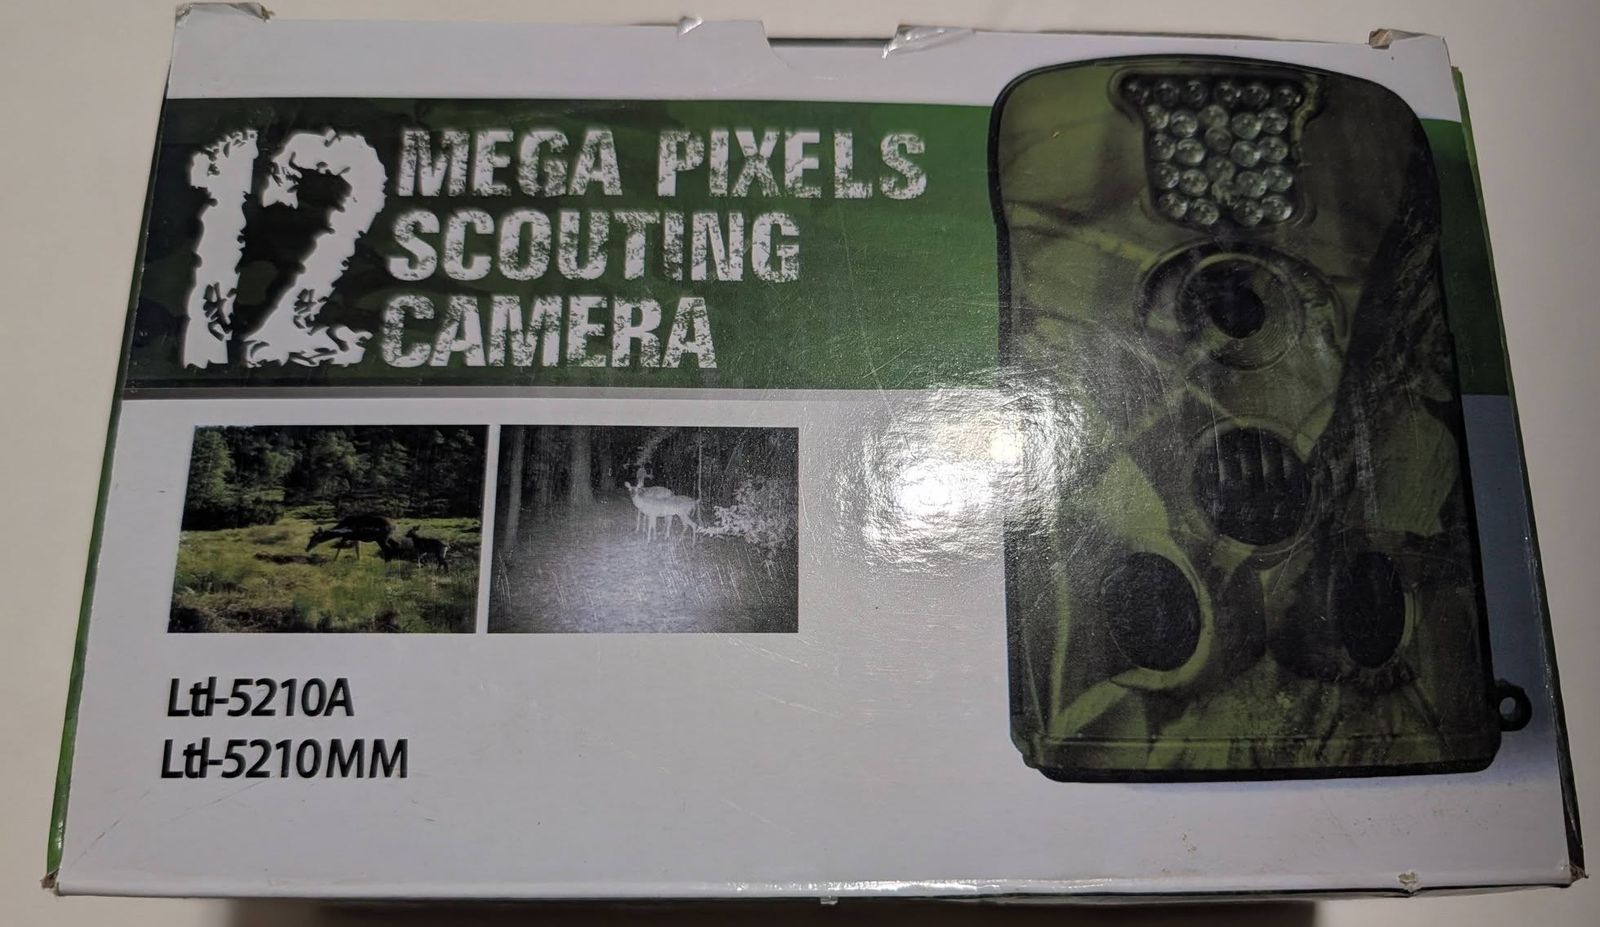 12 MEGA PIXELS
SCOUTING
CAMERA
Ltl-5210A
Ltl-5210MM